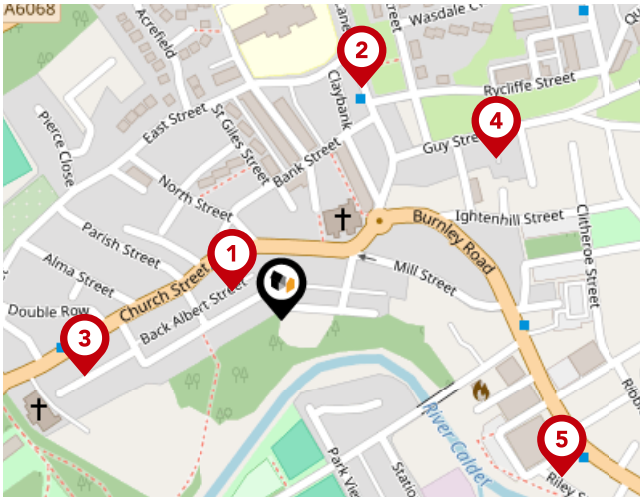 A6068
Acrefield
Wasdale
2
Claybank
Rycliffe Street
East Street
St Giles Street
4
Guy
Pierce Close
Bank Street
North Street
Ightenhill Street
Burnley Road
Clitheroe Street
Parish Street
1
Alma Street
Church Street
Mill Street
Double Row
Back Albert Street
3
River Calder
5
Park View
Riley